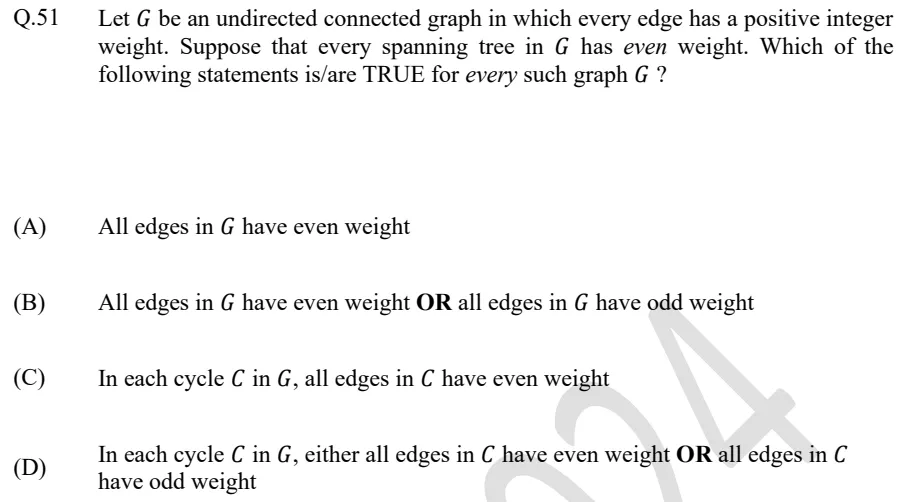 Q.51 Let G be an undirected connected graph in which every edge has a positive integer
weight. Suppose that every spanning tree in G has even weight. Which of the
following statements is/are TRUE for every such graph G ?
(A) All edges in G have even weight
(B) All edges in G have even weight OR all edges in G have odd weight
(C) In each cycle C in G, all edges in C have even weight
(D) In each cycle C in G, either all edges in C have even weight OR all edges in C
have odd weight